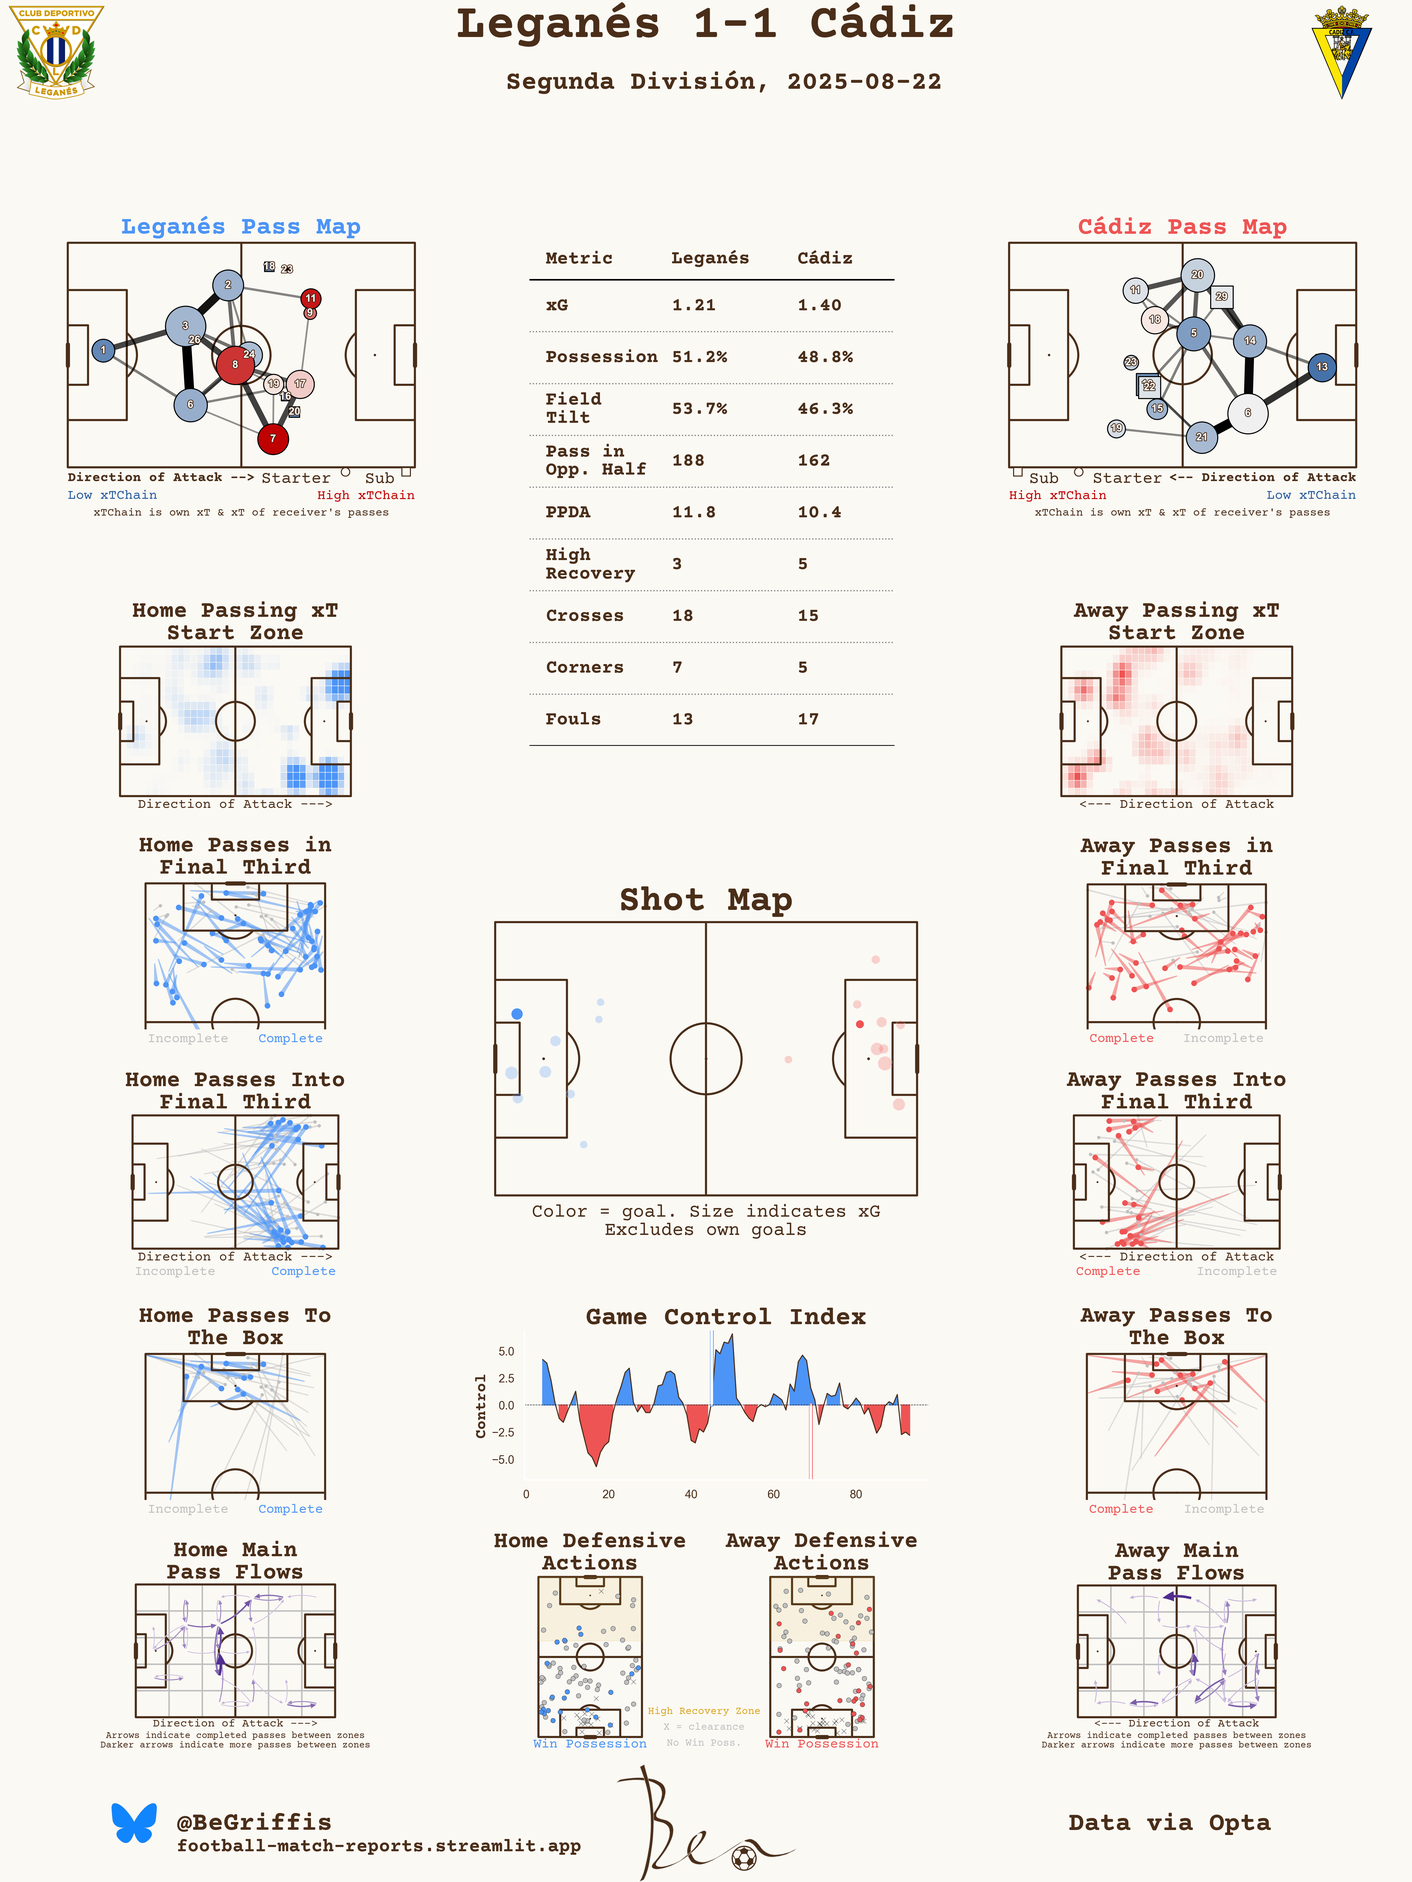 CLUB DEPORTIVO
C V D
L
LEGANÉS
Leganés 1-1 Cádiz
Segunda División, 2025-08-22
Leganés Pass Map
18
23
2
11
9
3
26
1
24
8
19
17
16
20
6
7
Direction of Attack --> Starter Sub
Low xTChain High xTChain
xTChain is own xT & xT of receiver's passes
Metric Leganés Cádiz
xG 1.21 1.40
Possession 51.2% 48.8%
Field
Tilt 53.7% 46.3%
Pass in
Opp. Half 188 162
PPDA 11.8 10.4
High
Recovery 3 5
Crosses 18 15
Corners 7 5
Fouls 13 17
Cádiz Pass Map
20
11
29
18
5
14
23
13
22
15
6
19
21
Sub Starter <-- Direction of Attack
High xTChain Low xTChain
xTChain is own xT & xT of receiver's passes
Home Passing xT
Start Zone
Direction of Attack --->
Away Passing xT
Start Zone
<--- Direction of Attack
Home Passes in
Final Third
Incomplete Complete
Away Passes in
Final Third
Complete Incomplete
Shot Map
Color = goal. Size indicates xG
Excludes own goals
Home Passes Into
Final Third
Direction of Attack --->
Incomplete Complete
Away Passes Into
Final Third
<--- Direction of Attack
Complete Incomplete
Home Passes To
The Box
Incomplete Complete
Game Control Index
Control
5.0
2.5
0.0
−2.5
−5.0
0 20 40 60 80
Away Passes To
The Box
Complete Incomplete
Home Main
Pass Flows
Direction of Attack --->
Arrows indicate completed passes between zones
Darker arrows indicate more passes between zones
Home Defensive
Actions
Win Possession
High Recovery Zone
X = clearance
No Win Poss.
Away Defensive
Actions
Win Possession
Away Main
Pass Flows
<--- Direction of Attack
Arrows indicate completed passes between zones
Darker arrows indicate more passes between zones
@BeGriffis
football-match-reports.streamlit.app
Ben
Data via Opta